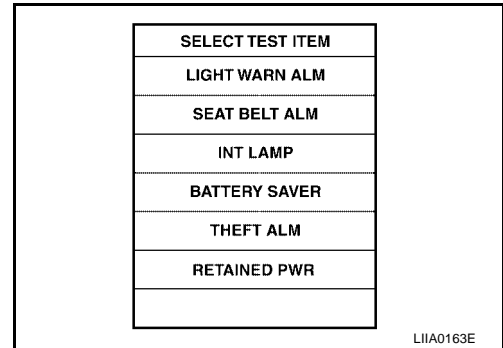 SELECT TEST ITEM
LIGHT WARN ALM
SEAT BELT ALM
INT LAMP
BATTERY SAVER
THEFT ALM
RETAINED PWR
LIIA0163E